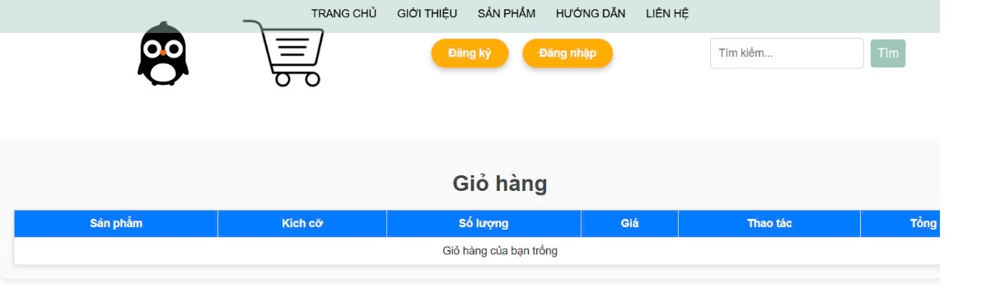 TRANG CHỦ GIỚI THIỆU SẢN PHẨM HƯỚNG DẪN LIÊN HỆ
Đăng ký Đăng nhập Tìm kiếm... Tìm
Giỏ hàng
Sản phẩm Kích cỡ Số lượng Giá Thao tác Tổng
Giỏ hàng của bạn trống